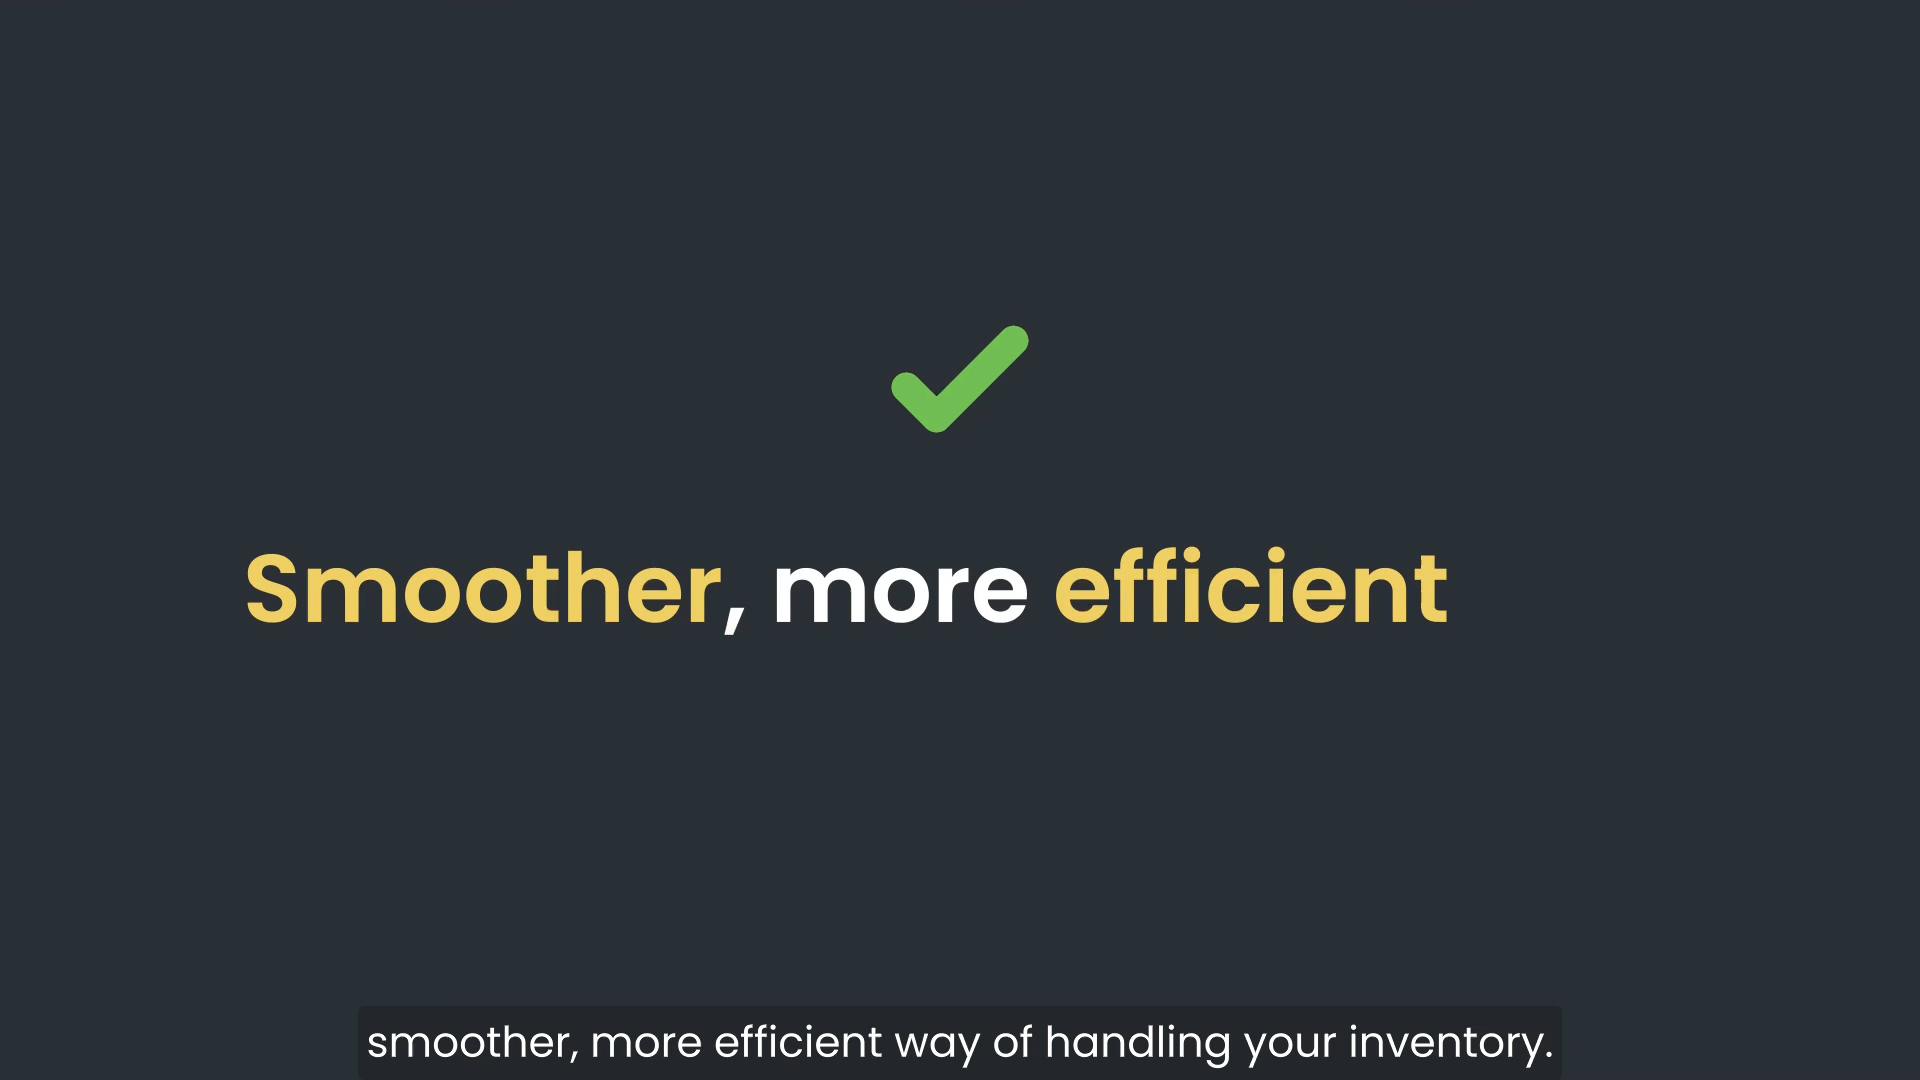 Smoother, more efficient
smoother, more efficient way of handling your inventory.